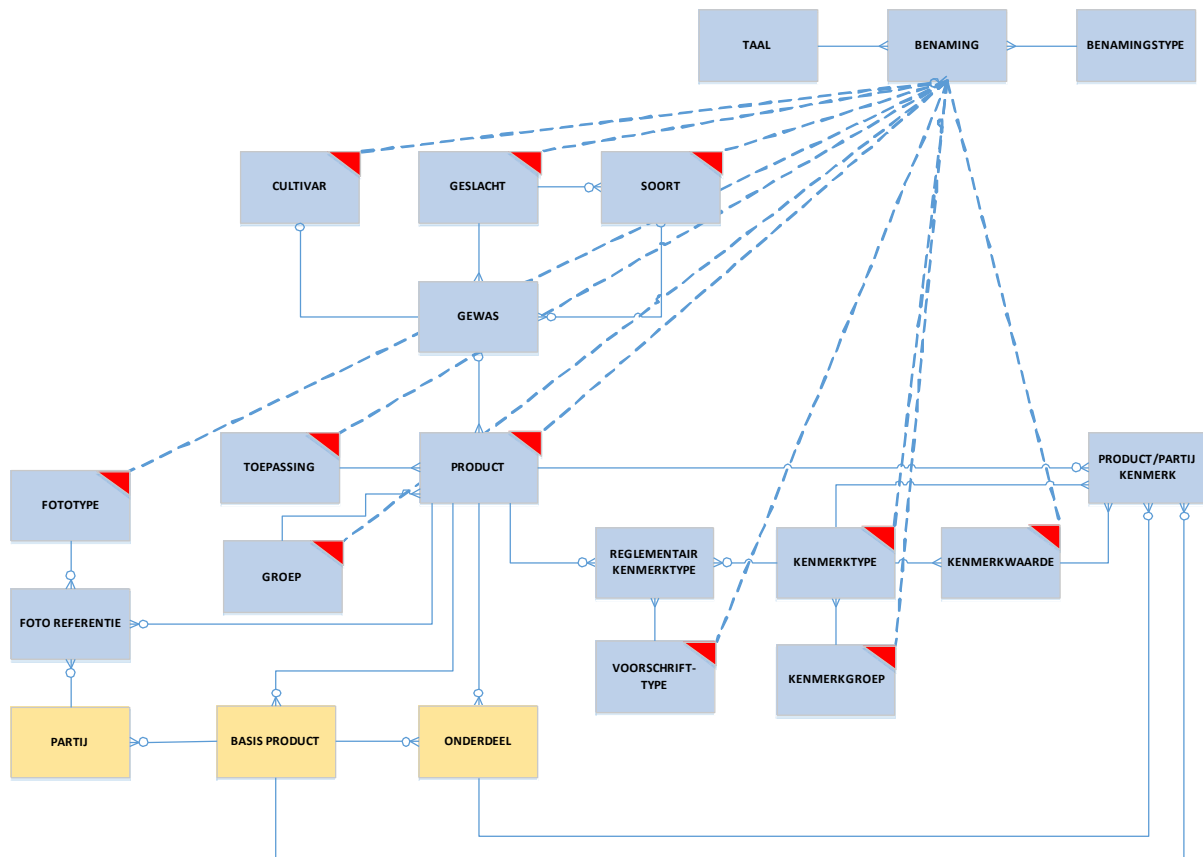 TAAL
BENAMING
BENAMINGSTYPE
CULTIVAR
GESLACHT
SOORT
GEWAS
TOEPASSING
PRODUCT
PRODUCT/PARTIJ
KENMERK
FOTOTYPE
GROEP
REGLEMENTAIR
KENMERKTYPE
KENMERKTYPE
KENMERKWAARDE
FOTO REFERENTIE
VOORSCHRIFT-
TYPE
KENMERKGROEP
PARTIJ
BASIS PRODUCT
ONDERDEEL